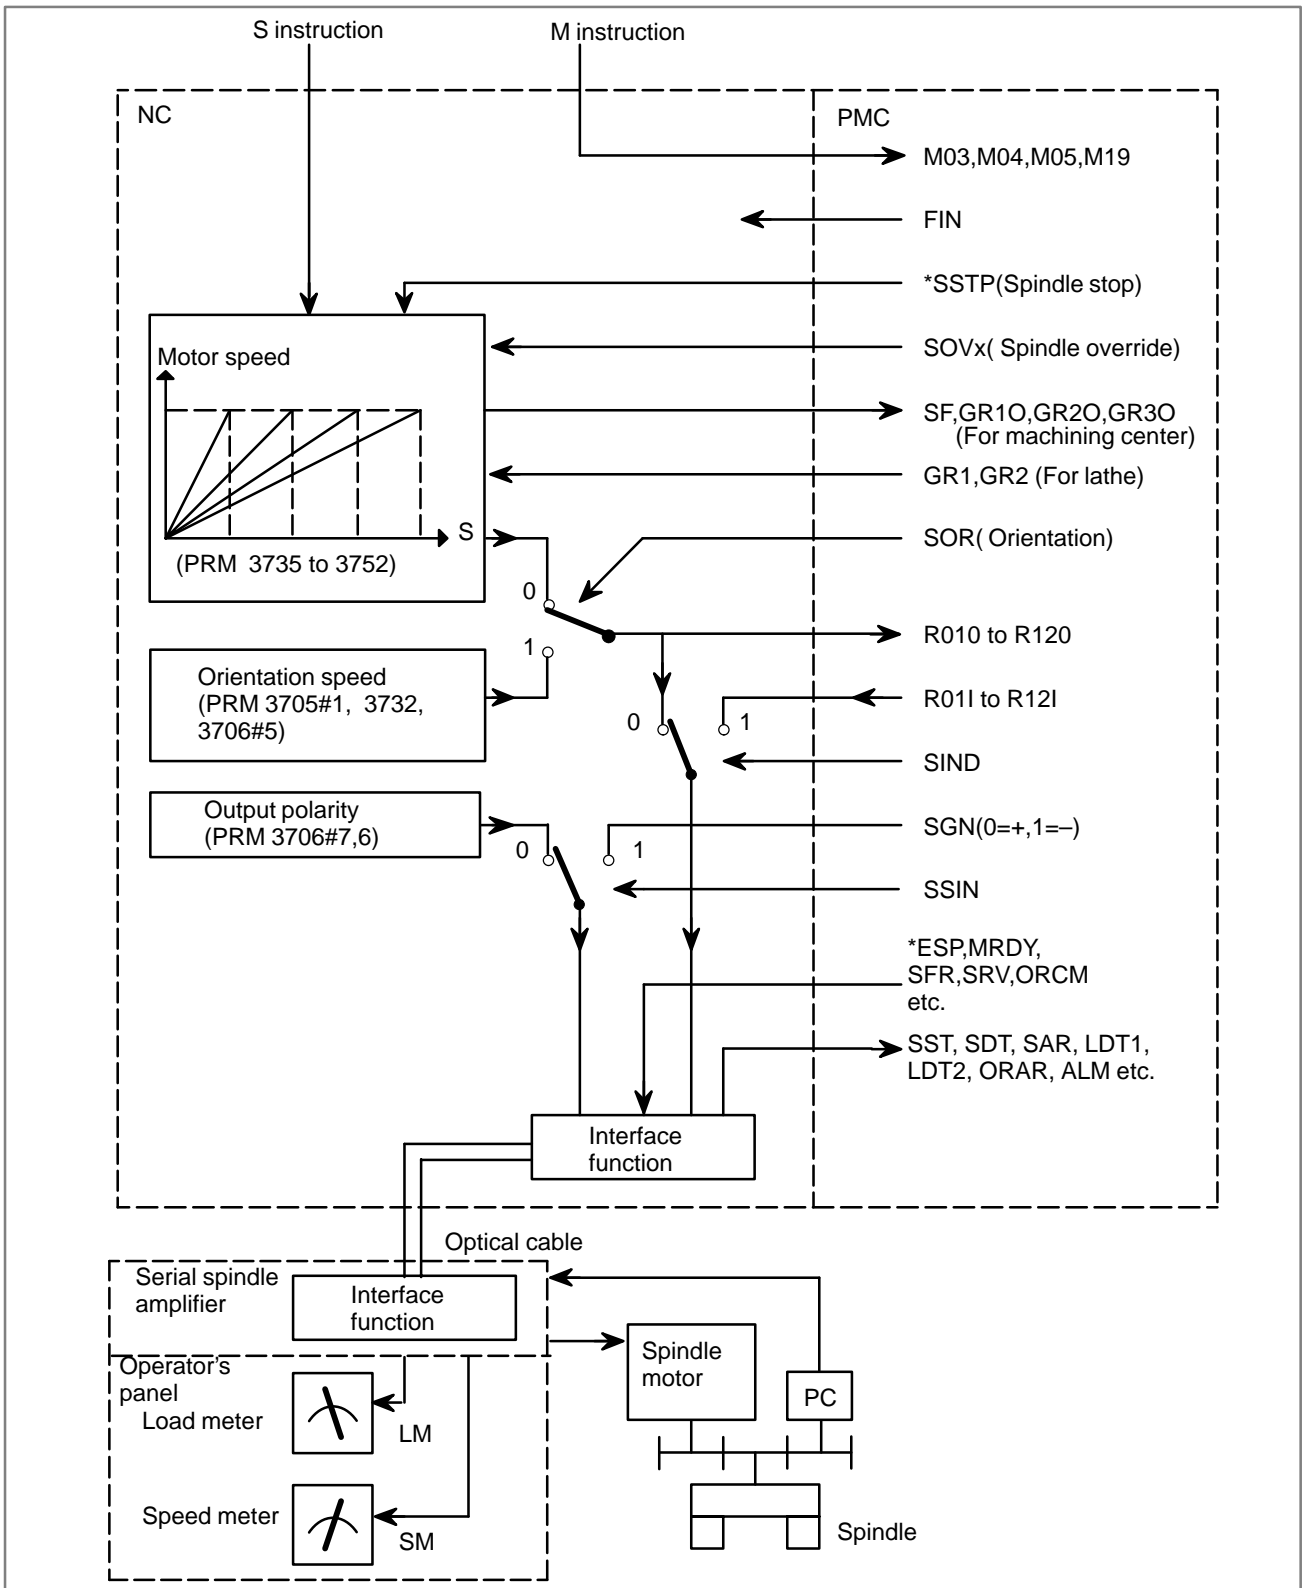 S instruction
M instruction
NC
PMC
M03,M04,M05,M19
FIN
*SSTP(Spindle stop)
Motor speed
SOVx( Spindle override)
SF,GR1O,GR2O,GR3O
(For machining center)
GR1,GR2 (For lathe)
S
SOR( Orientation)
(PRM 3735 to 3752)
0
1
R010 to R120
Orientation speed
(PRM 3705#1, 3732,
3706#5)
R01I to R12I
0
1
SIND
Output polarity
(PRM 3706#7,6)
SGN(0=+,1=–)
0
1
SSIN
*ESP,MRDY,
SFR,SRV,ORCM
etc.
SST, SDT, SAR, LDT1,
LDT2, ORAR, ALM etc.
Interface
function
Optical cable
Serial spindle
amplifier
Interface
function
Operator's
panel
Load meter
LM
Spindle
motor
PC
Speed meter
SM
Spindle